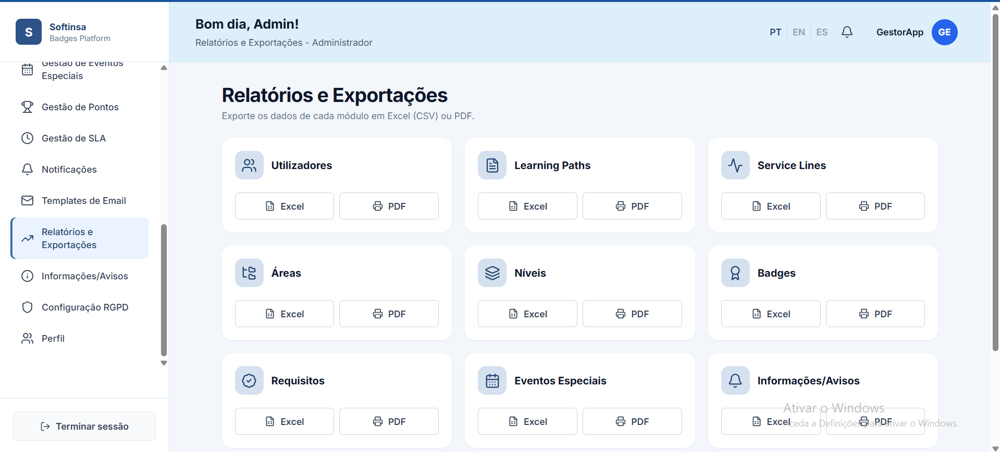 S
Softinsa
Badges Platform
Gestão de Eventos
Especiais
Gestão de Pontos
Gestão de SLA
Notificações
Templates de Email
Relatórios e
Exportações
Informações/Avisos
Configuração RGPD
Perfil
Terminar sessão
Bom dia, Admin!
Relatórios e Exportações - Administrador
PT EN ES GestorApp GE
Relatórios e Exportações
Exporte os dados de cada módulo em Excel (CSV) ou PDF.
Utilizadores
Excel PDF
Learning Paths
Excel PDF
Service Lines
Excel PDF
Áreas
Excel PDF
Níveis
Excel PDF
Badges
Excel PDF
Requisitos
Excel PDF
Eventos Especiais
Excel PDF
Informações/Avisos
Excel PDF
Ativar o Windows
Aceda a Definições para ativar o Windows.